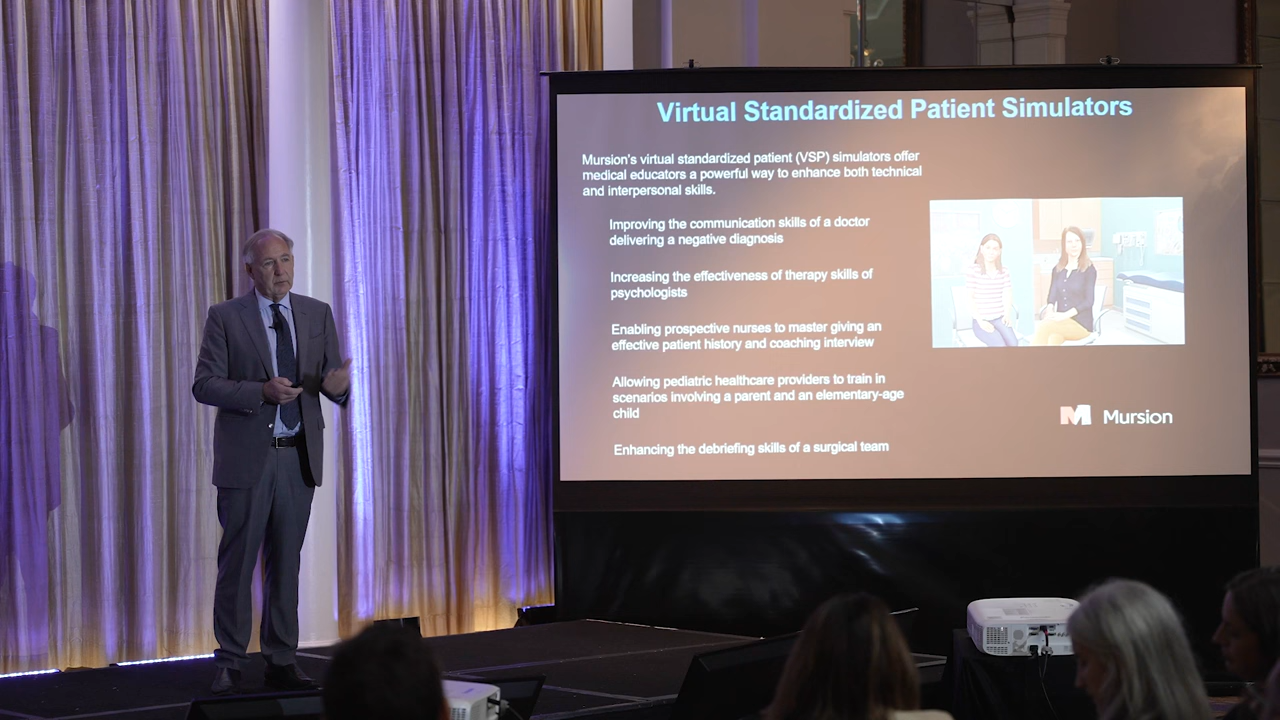 Virtual Standardized Patient Simulators
Mursion's virtual standardized patient (VSP) simulators offer
medical educators a powerful way to enhance both technical
and interpersonal skills.
Improving the communication skills of a doctor
delivering a negative diagnosis
Increasing the effectiveness of therapy skills of
psychologists
Enabling prospective nurses to master giving an
effective patient history and coaching interview
Allowing pediatric healthcare providers to train in
scenarios involving a parent and an elementary-age
child
Enhancing the debriefing skills of a surgical team
M Mursion